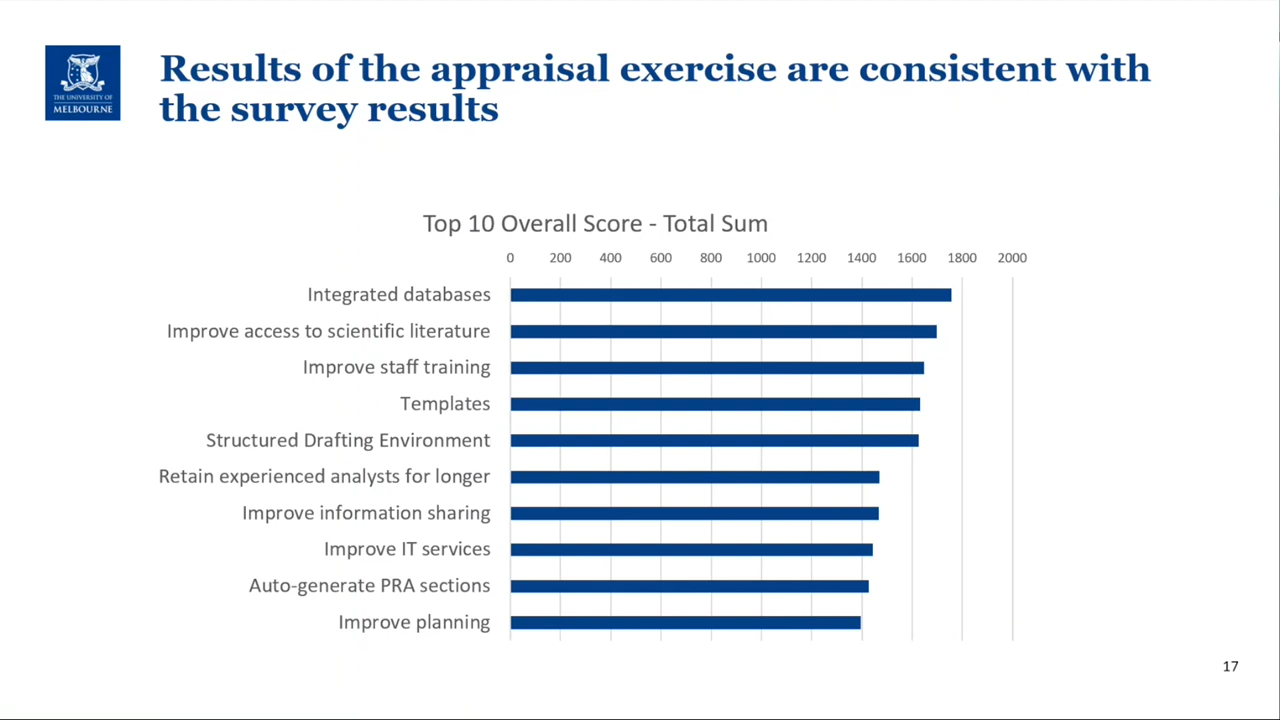 THE UNIVERSITY OF
MELBOURNE
Results of the appraisal exercise are consistent with
the survey results
Top 10 Overall Score - Total Sum
0 200 400 600 800 1000 1200 1400 1600 1800 2000
Integrated databases
Improve access to scientific literature
Improve staff training
Templates
Structured Drafting Environment
Retain experienced analysts for longer
Improve information sharing
Improve IT services
Auto-generate PRA sections
Improve planning
17